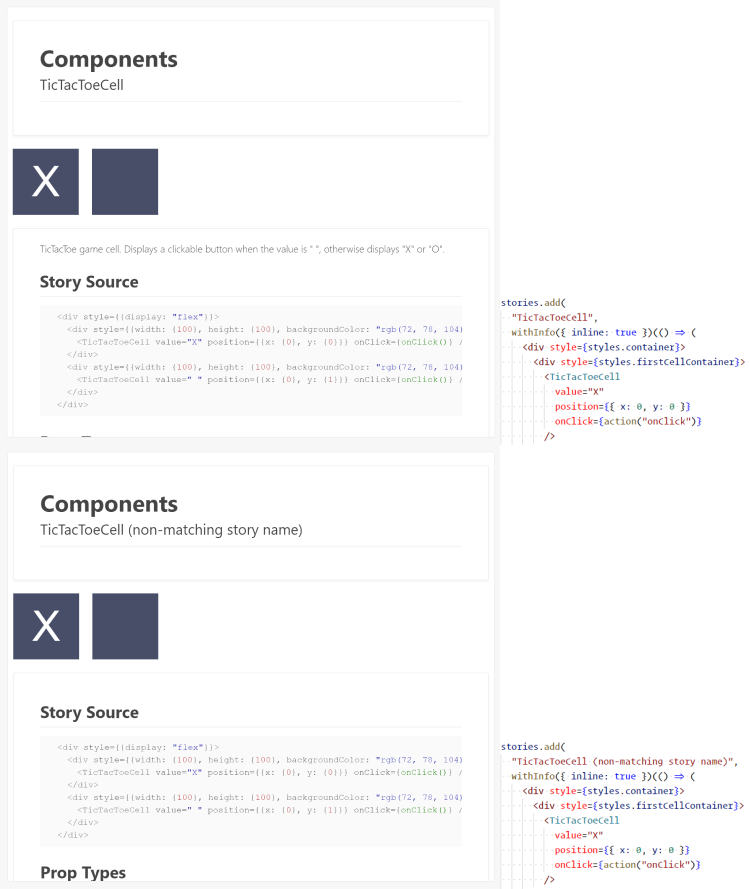 Components
TicTacToeCell
X
TicTacToe game cell. Displays a clickable button when the value is " ", otherwise displays "X" or "O".
Story Source
<div style={{display: "flex"}}>
<div style={{width: {100}, height: {100}, backgroundColor: "rgb(72, 78, 104)
<TicTacToeCell value="X" position={{x: {0}, y: {0}}} onClick={onClick()} /
</div>
<div style={{width: {100}, height: {100}, backgroundColor: "rgb(72, 78, 104)
<TicTacToeCell value=" " position={{x: {0}, y: {1}}} onClick={onClick()} /
</div>
</div>
stories.add(
"TicTacToeCell",
withInfo({ inline: true })(() => (
<div style={styles.container}>
<div style={styles.firstCellContainer}>
<TicTacToeCell
value="X"
position={{ x: 0, y: 0 }}
onClick={action("onClick")}
/>
Components
TicTacToeCell (non-matching story name)
X
Story Source
<div style={{display: "flex"}}>
<div style={{width: {100}, height: {100}, backgroundColor: "rgb(72, 78, 104)
<TicTacToeCell value="X" position={{x: {0}, y: {0}}} onClick={onClick()} /
</div>
<div style={{width: {100}, height: {100}, backgroundColor: "rgb(72, 78, 104)
<TicTacToeCell value=" " position={{x: {0}, y: {1}}} onClick={onClick()} /
</div>
</div>
Prop Types
stories.add(
"TicTacToeCell (non-matching story name)",
withInfo({ inline: true })(() => (
<div style={styles.container}>
<div style={styles.firstCellContainer}>
<TicTacToeCell
value="X"
position={{ x: 0, y: 0 }}
onClick={action("onClick")}
/>